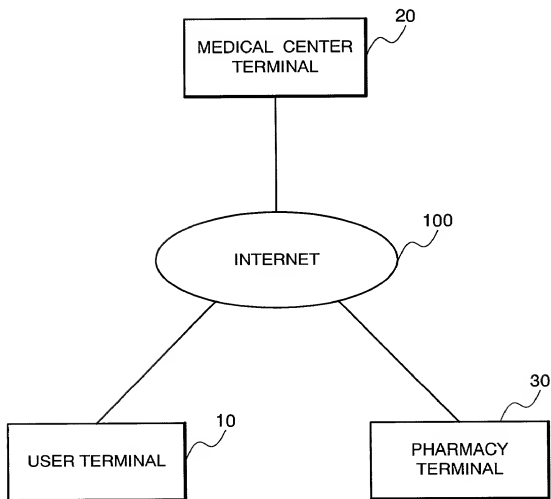 20
MEDICAL CENTER
TERMINAL
100
INTERNET
10
USER TERMINAL
30
PHARMACY
TERMINAL